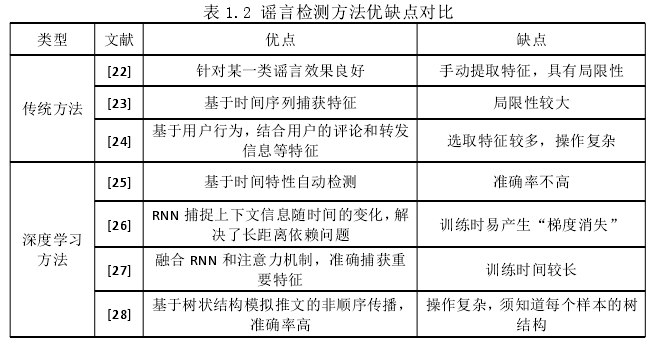 表 1.2 谣言检测方法优缺点对比
类型 文献 优点 缺点
传统方法
[22] 针对某一类谣言效果良好 手动提取特征，具有局限性
[23] 基于时间序列捕获特征 局限性较大
[24] 基于用户行为，结合用户的评论和转发
信息等特征
选取特征较多，操作复杂
深度学习
方法
[25] 基于时间特性自动检测 准确率不高
[26] RNN 捕捉上下文信息随时间的变化，解
决了长距离依赖问题
训练时易产生“梯度消失”
[27] 融合 RNN 和注意力机制，准确捕获重
要特征
训练时间较长
[28] 基于树状结构模拟推文的非顺序传播，
准确率高
操作复杂，须知道每个样本的树
结构